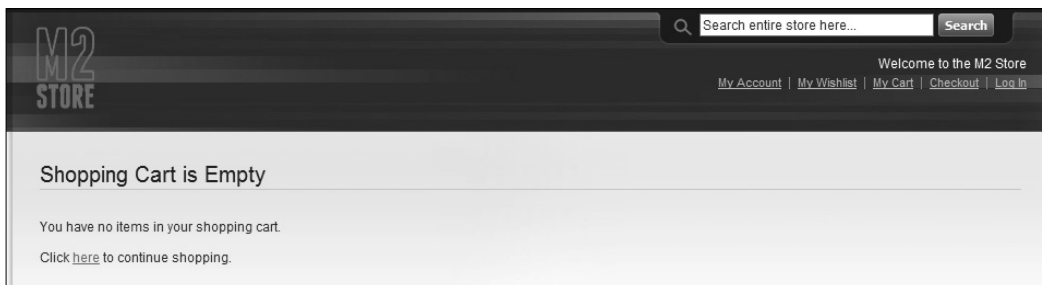 M2
STORE
Search entire store here...
Search
Welcome to the M2 Store
My Account | My Wishlist | My Cart | Checkout | Log In
Shopping Cart is Empty
You have no items in your shopping cart.
Click here to continue shopping.